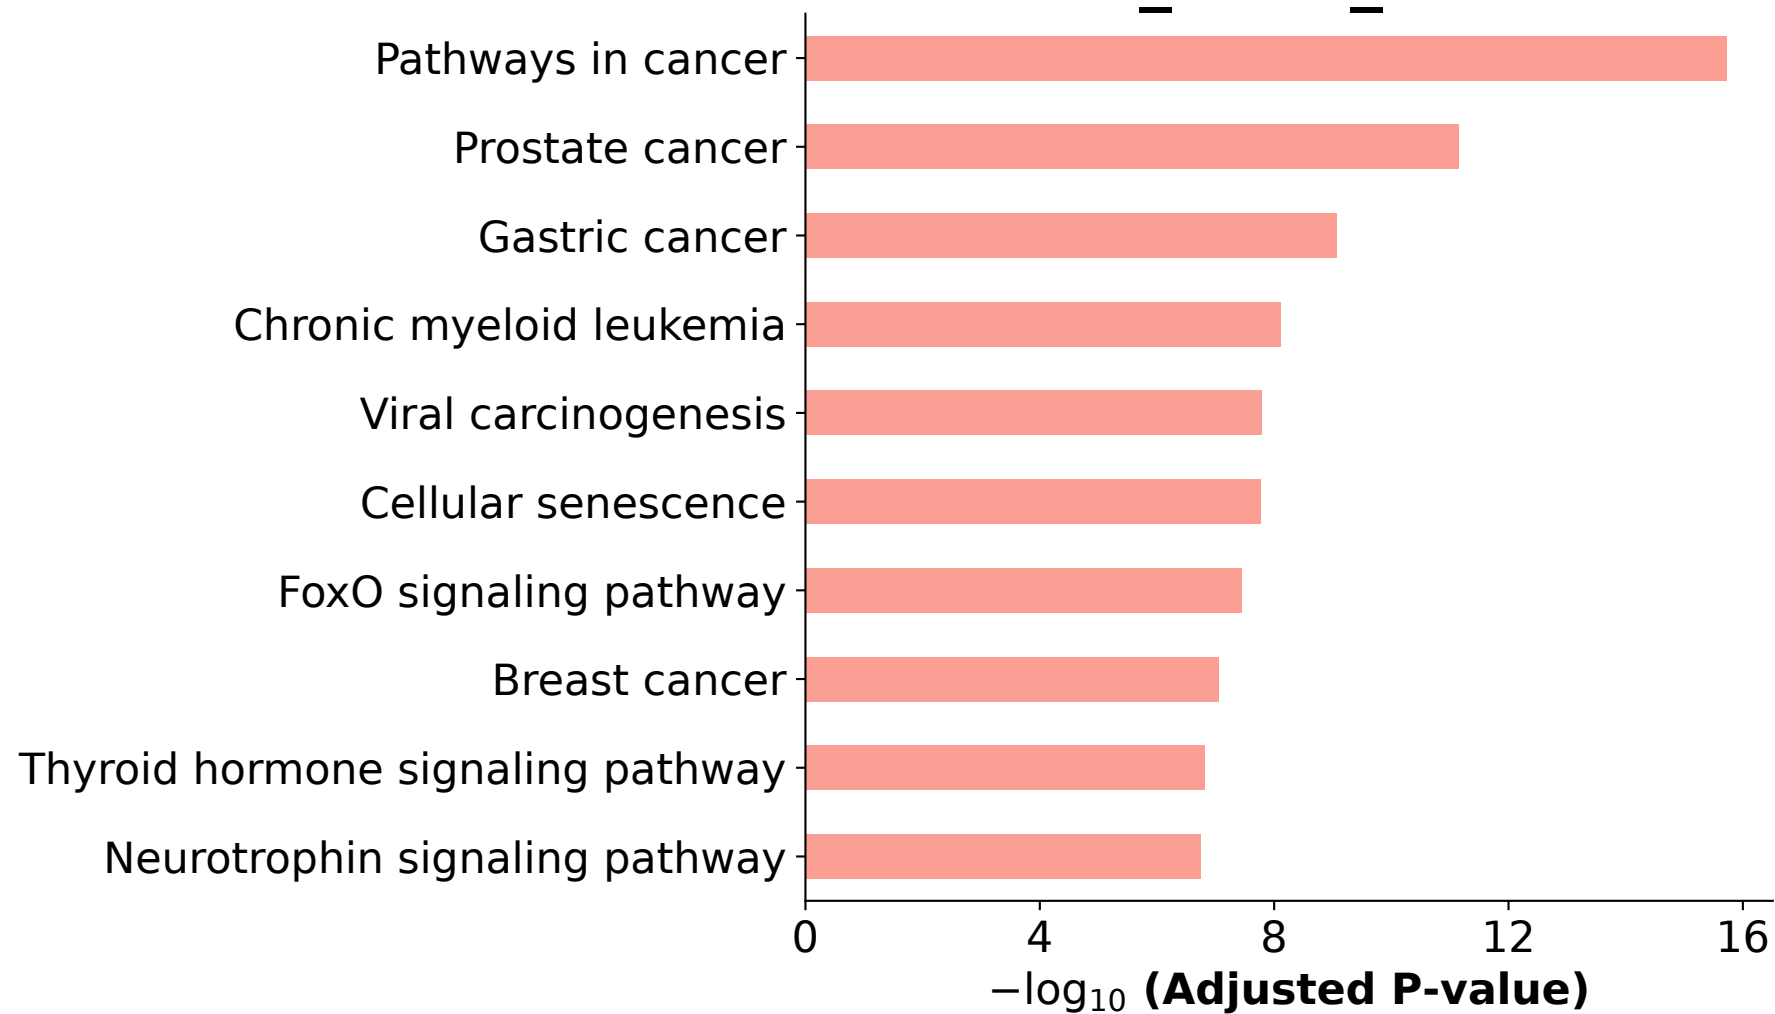 Pathways in cancer
Prostate cancer
Gastric cancer
Chronic myeloid leukemia
Viral carcinogenesis
Cellular senescence
FoxO signaling pathway
Breast cancer
Thyroid hormone signaling pathway
Neurotrophin signaling pathway
0 4 8 12 16
−log₁₀ (Adjusted P-value)